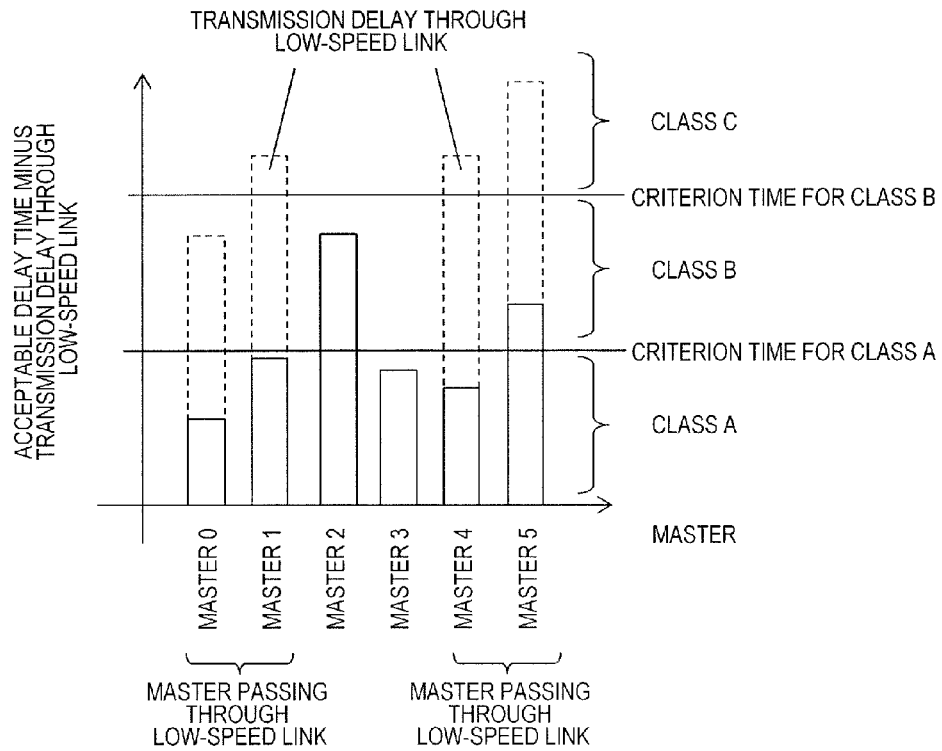 TRANSMISSION DELAY THROUGH
LOW-SPEED LINK
ACCEPTABLE DELAY TIME MINUS
TRANSMISSION DELAY THROUGH
LOW-SPEED LINK
CLASS C
CRITERION TIME FOR CLASS B
CLASS B
CRITERION TIME FOR CLASS A
CLASS A
MASTER
MASTER 0
MASTER 1
MASTER 2
MASTER 3
MASTER 4
MASTER 5
MASTER PASSING
THROUGH
LOW-SPEED LINK
MASTER PASSING
THROUGH
LOW-SPEED LINK